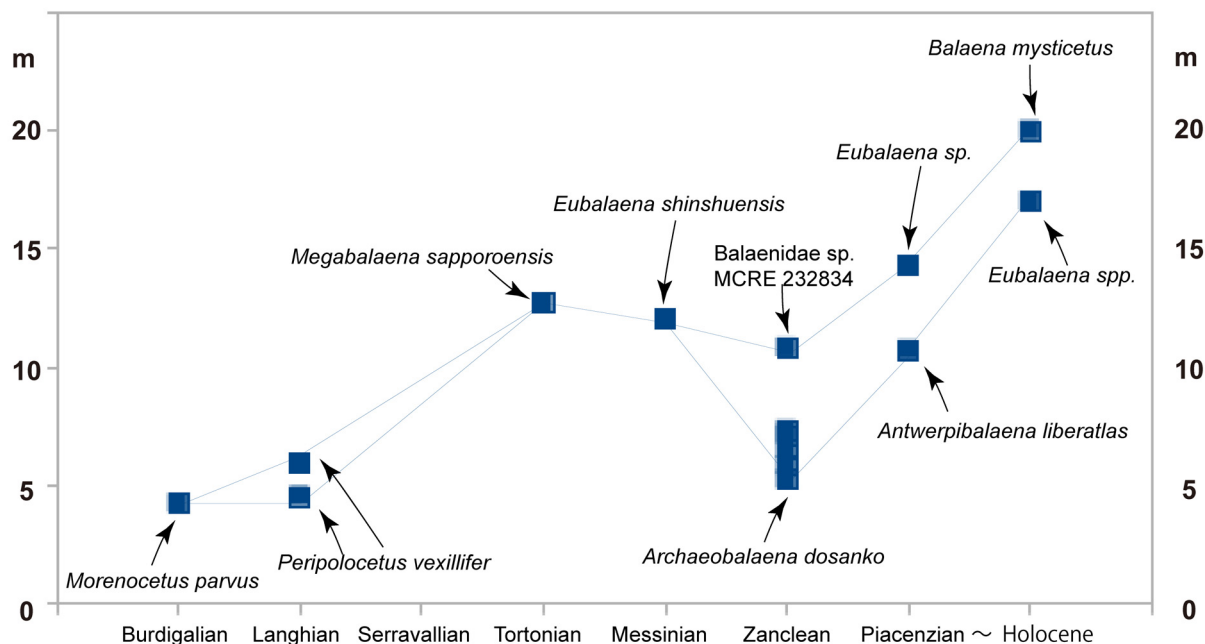 Balaena mysticetus
m
m
20
20
Eubalaena sp.
Eubalaena shinshuensis
Megabalaena sapporoensis
Balaenidae sp.
MCRE 232834
15
15
Eubalaena spp.
10
10
Antwerpibalaena liberatlas
5
5
Archaeobalaena dosanko
Peripolocetus vexillifer
Morenocetus parvus
0
0
Burdigalian Langhian Serravallian Tortonian Messinian Zanclean Piacenzian ~ Holocene